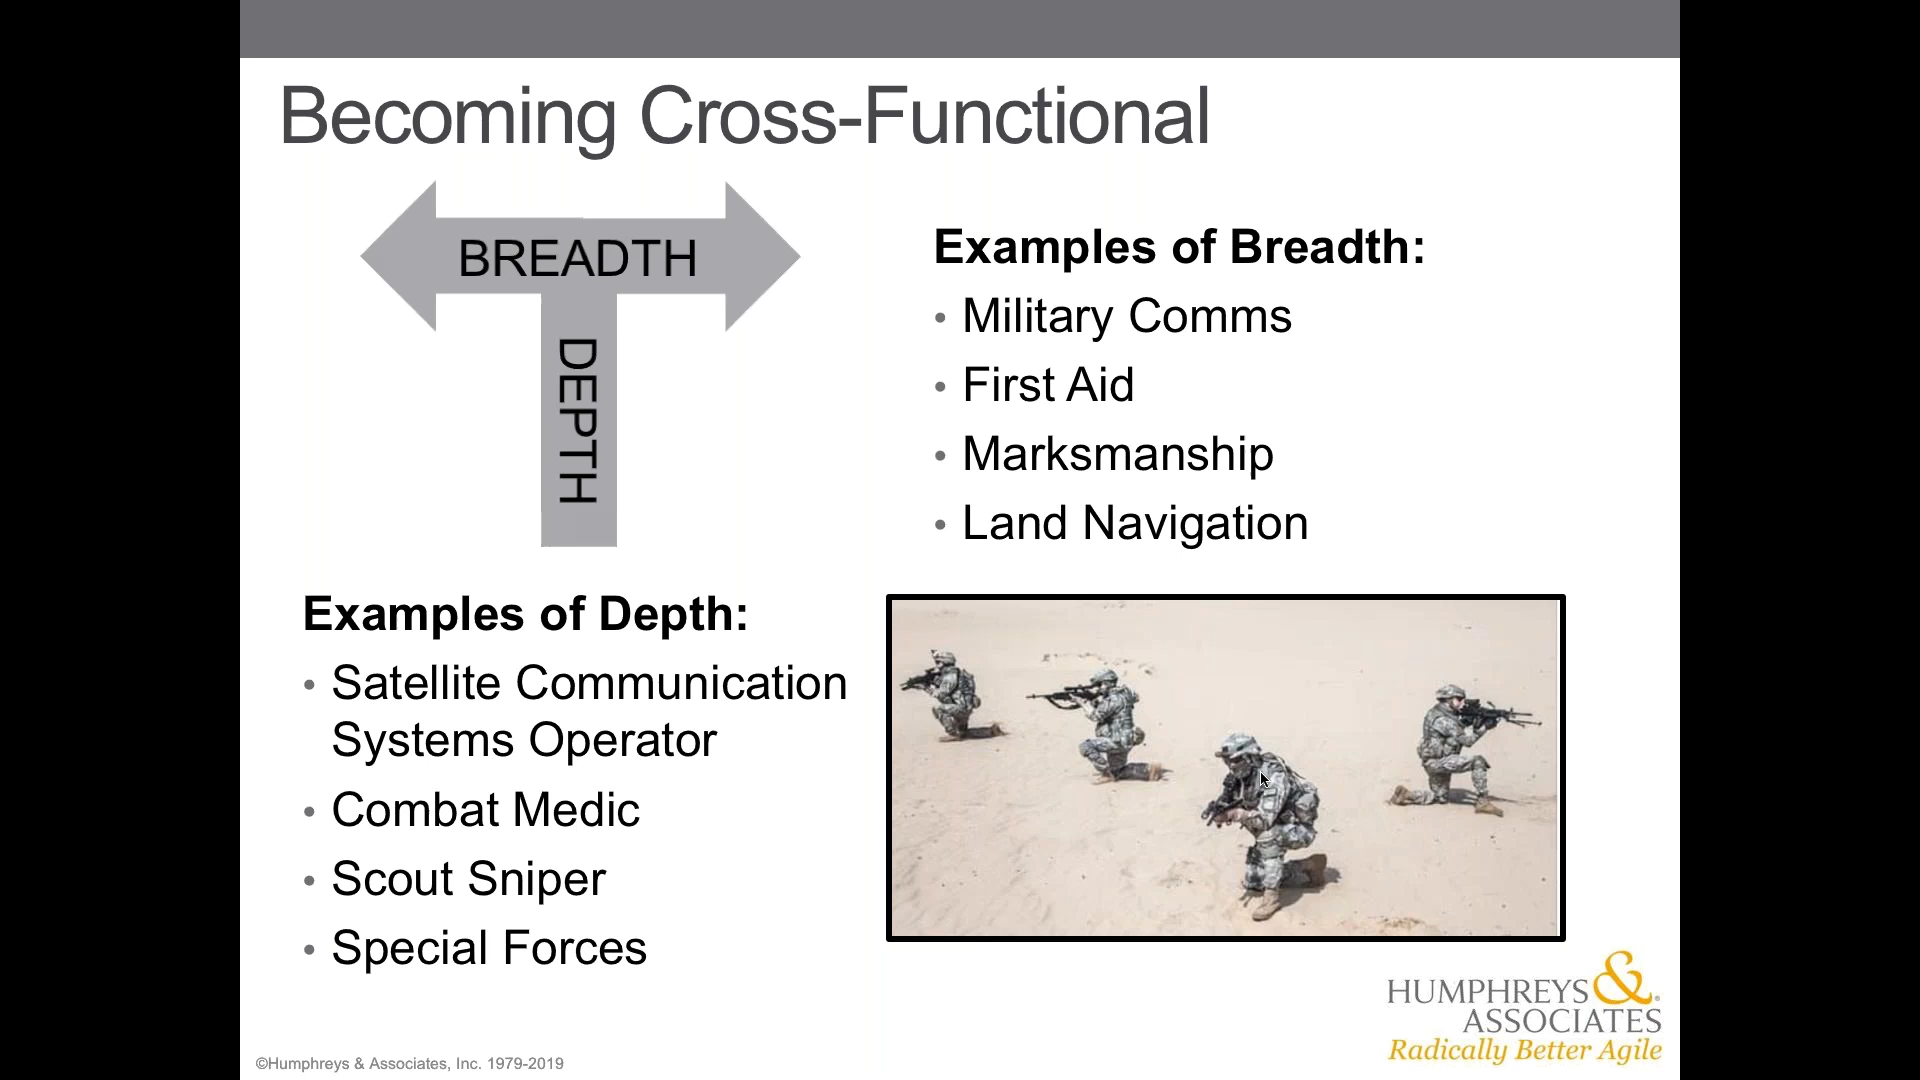 Becoming Cross-Functional
BREADTH
DEPTH
Examples of Breadth:
• Military Comms
• First Aid
• Marksmanship
• Land Navigation
Examples of Depth:
• Satellite Communication
Systems Operator
• Combat Medic
• Scout Sniper
• Special Forces
HUMPHREYS &®
ASSOCIATES
Radically Better Agile
©Humphreys & Associates, Inc. 1979-2019